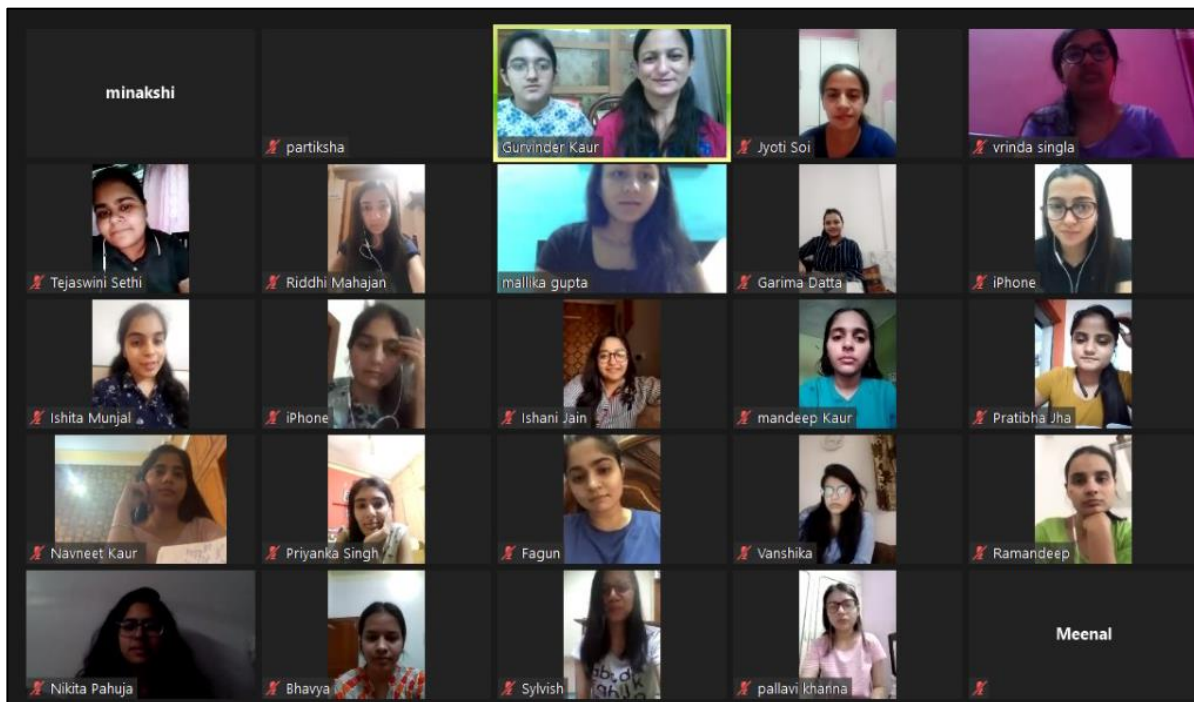 minakshi
partiksha
Gurvinder Kaur
Jyoti Soi
vrinda singla
Tejaswini Sethi
Riddhi Mahajan
mallika gupta
Garima Datta
iPhone
Ishita Munjal
iPhone
Ishani Jain
mandeep Kaur
Pratibha Jha
Navneet Kaur
Priyanka Singh
Fagun
Vanshika
Ramandeep
Nikita Pahuja
Bhavya
Sylvish
pallavi khanna
Meenal